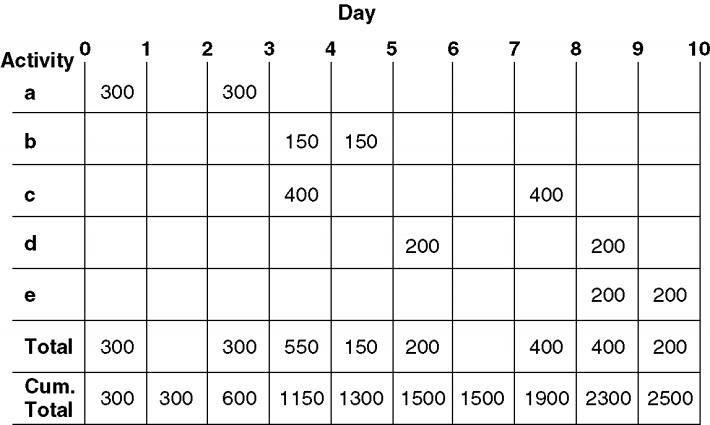 Day
0 1 2 3 4 5 6 7 8 9 10
Activity
a 300 300
b 150 150
c 400 400
d 200 200
e 200 200
Total 300 300 550 150 200 400 400 200
Cum.
Total 300 300 600 1150 1300 1500 1500 1900 2300 2500